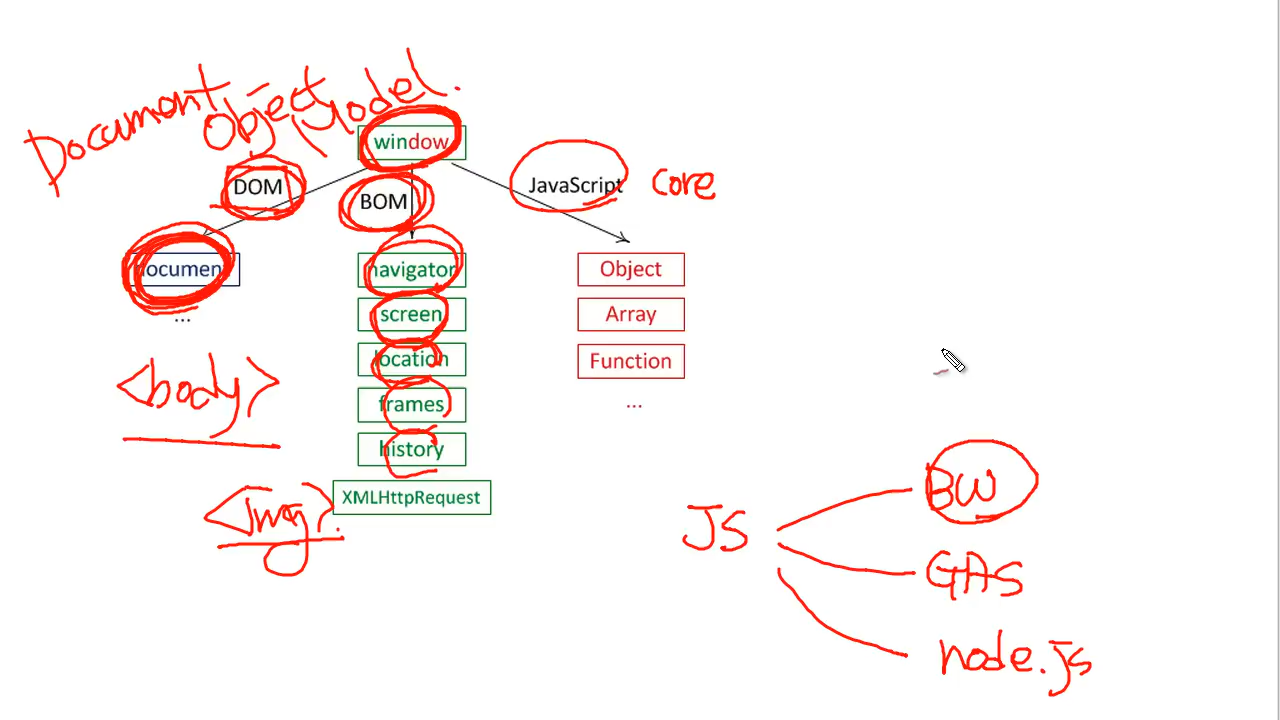 Document Object Model.
window
DOM
BOM
JavaScript
Core
document
navigator
Object
screen
Array
...
location
Function
<body>
frames
...
history
<img>.
XMLHttpRequest
JS
BW
GAS
node.js